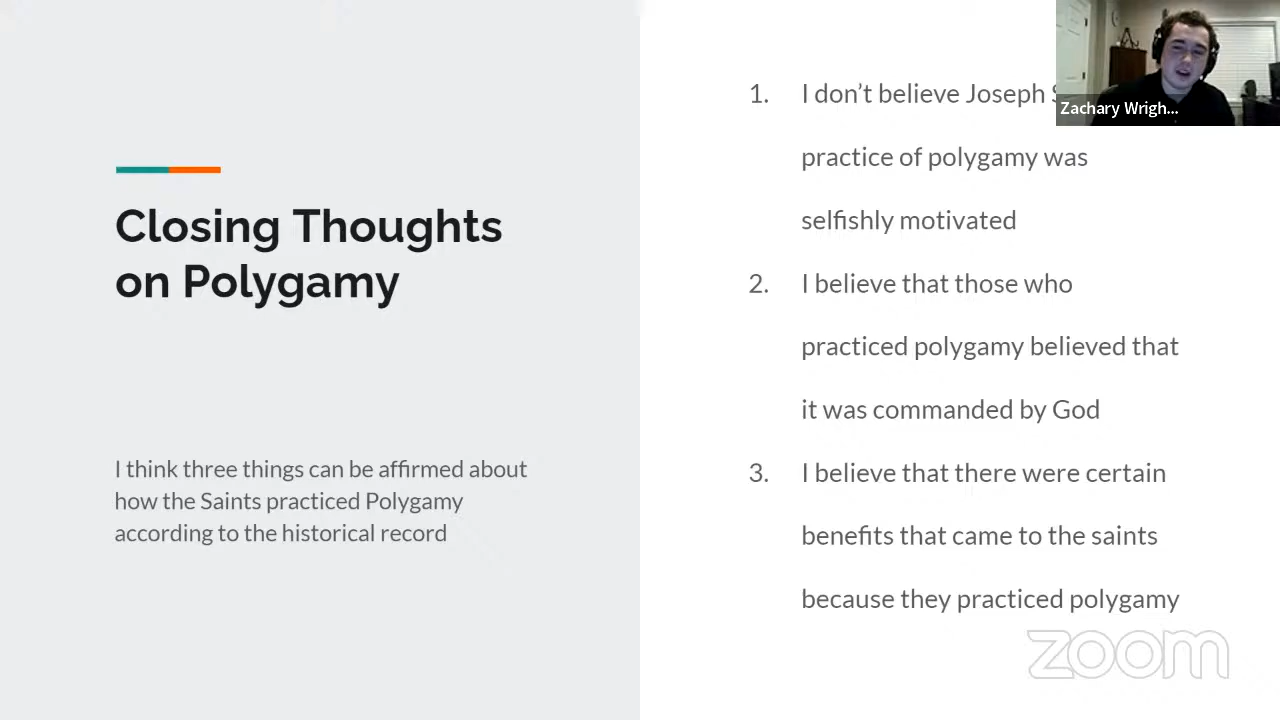 Closing Thoughts
on Polygamy
I think three things can be affirmed about
how the Saints practiced Polygamy
according to the historical record
1. I don’t believe Joseph
practice of polygamy was
selfishly motivated
2. I believe that those who
practiced polygamy believed that
it was commanded by God
3. I believe that there were certain
benefits that came to the saints
because they practiced polygamy
Zachary Wrigh...
zoom